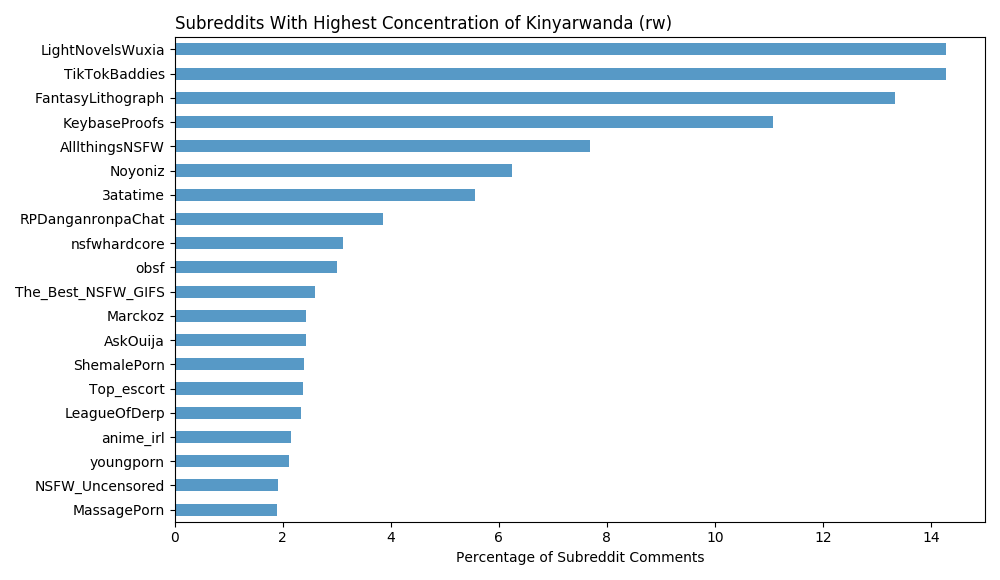 Subreddits With Highest Concentration of Kinyarwanda (rw)
LightNovelsWuxia
TikTokBaddies
FantasyLithograph
KeybaseProofs
AlllthingsNSFW
Noyoniz
3atatime
RPDanganronpaChat
nsfwhardcore
obsf
The_Best_NSFW_GIFS
Marckoz
AskOuija
ShemalePorn
Top_escort
LeagueOfDerp
anime_irl
youngporn
NSFW_Uncensored
MassagePorn
0 2 4 6 8 10 12 14
Percentage of Subreddit Comments